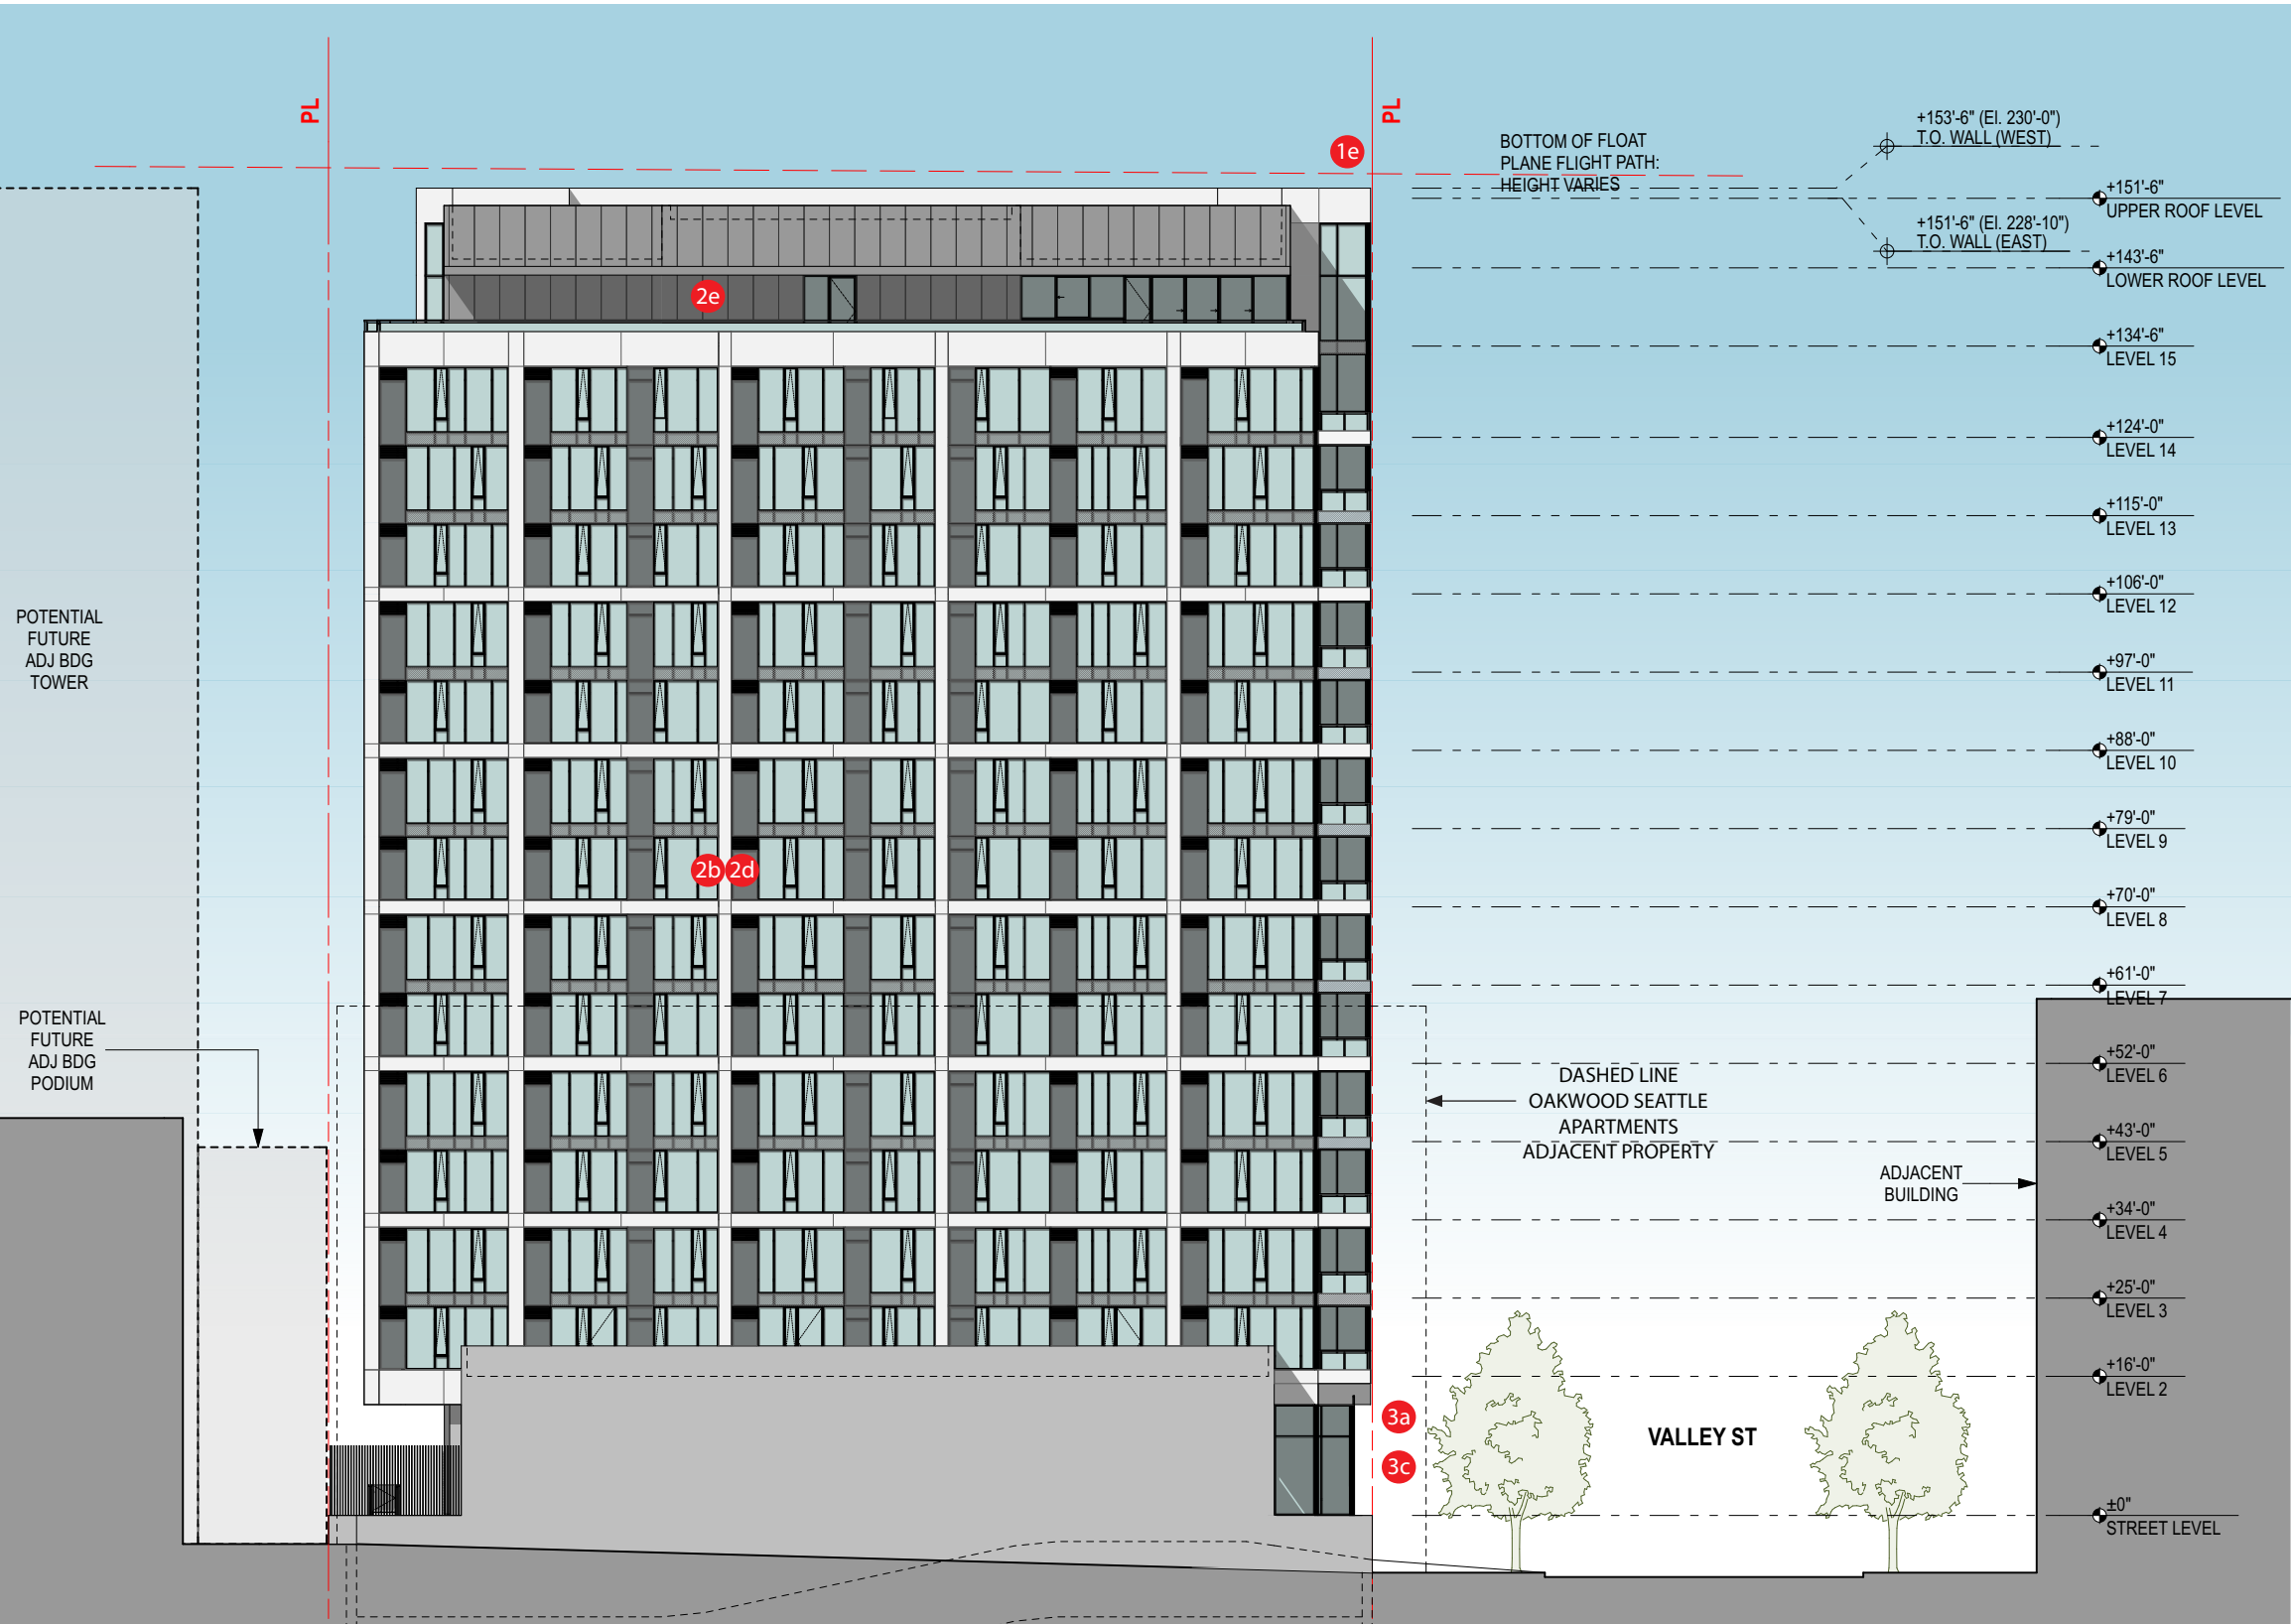 PL
PL
1e
BOTTOM OF FLOAT
PLANE FLIGHT PATH:
HEIGHT VARIES
+153'-6" (El. 230'-0")
T.O. WALL (WEST)
+151'-6"
UPPER ROOF LEVEL
+151'-6" (El. 228'-10")
T.O. WALL (EAST)
+143'-6"
LOWER ROOF LEVEL
2e
+134'-6"
LEVEL 15
+124'-0"
LEVEL 14
+115'-0"
LEVEL 13
+106'-0"
LEVEL 12
POTENTIAL
FUTURE
ADJ BDG
TOWER
+97'-0"
LEVEL 11
+88'-0"
LEVEL 10
+79'-0"
LEVEL 9
2b
2d
+70'-0"
LEVEL 8
+61'-0"
LEVEL 7
POTENTIAL
FUTURE
ADJ BDG
PODIUM
+52'-0"
LEVEL 6
DASHED LINE
OAKWOOD SEATTLE
APARTMENTS
ADJACENT PROPERTY
+43'-0"
LEVEL 5
ADJACENT
BUILDING
+34'-0"
LEVEL 4
+25'-0"
LEVEL 3
+16'-0"
LEVEL 2
3a
VALLEY ST
3c
±0"
STREET LEVEL